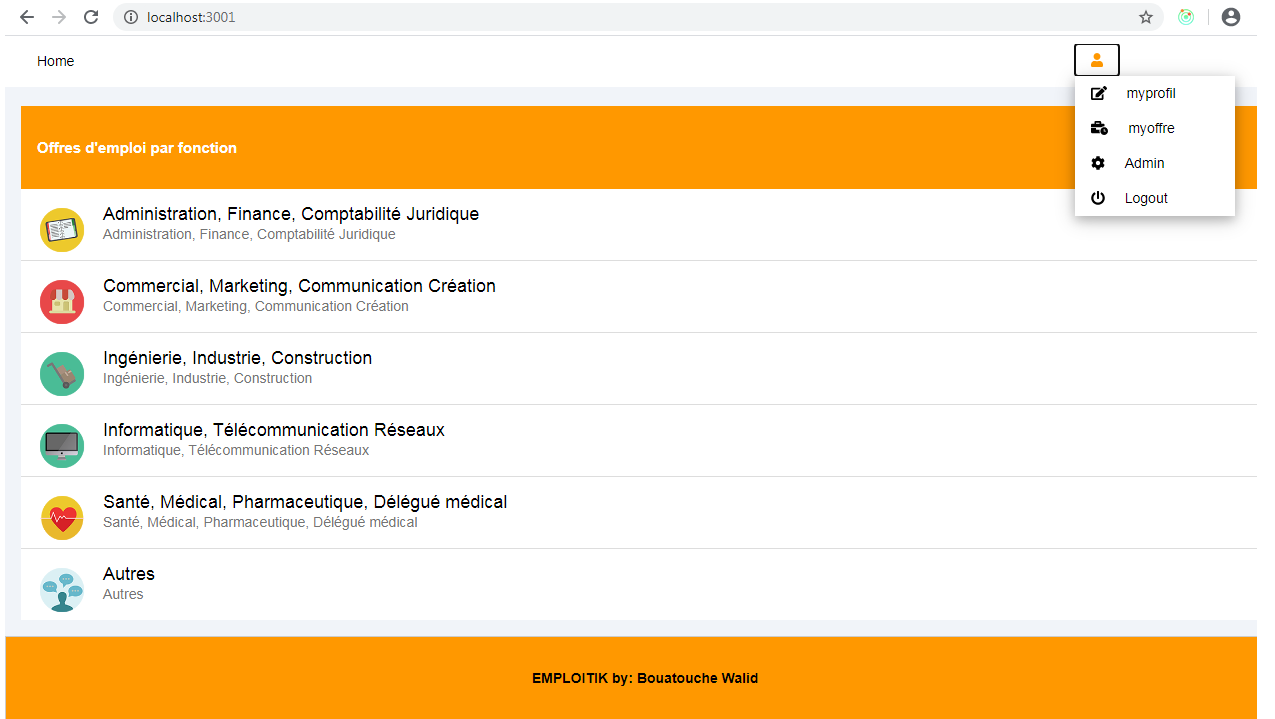 localhost:3001
Home
myprofil
myoffre
Admin
Logout
Offres d'emploi par fonction
Administration, Finance, Comptabilité Juridique
Administration, Finance, Comptabilité Juridique
Commercial, Marketing, Communication Création
Commercial, Marketing, Communication Création
Ingénierie, Industrie, Construction
Ingénierie, Industrie, Construction
Informatique, Télécommunication Réseaux
Informatique, Télécommunication Réseaux
Santé, Médical, Pharmaceutique, Délégué médical
Santé, Médical, Pharmaceutique, Délégué médical
Autres
Autres
EMPLOITIK by: Bouatouche Walid